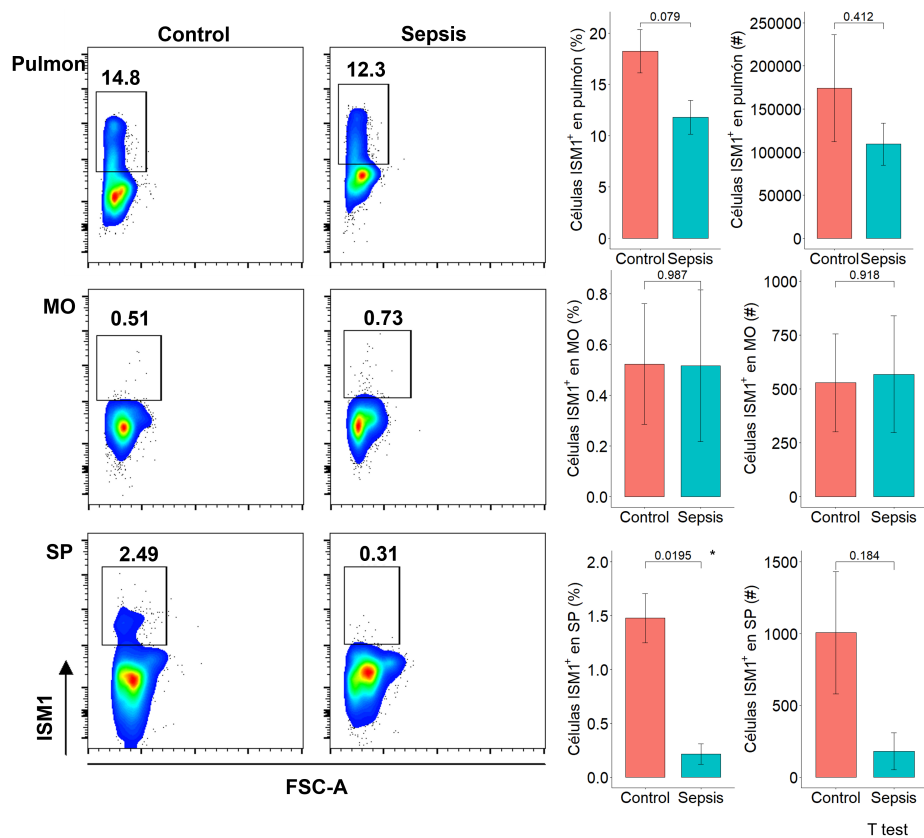 Control
Sepsis
Pulmon
14.8
12.3
MO
0.51
0.73
SP
2.49
0.31
ISM1
FSC-A
Células ISM1⁺ en pulmón (%)
20
15
10
5
0
0.079
Control Sepsis
Células ISM1⁺ en pulmón (#)
250000
200000
150000
100000
50000
0
0.412
Control Sepsis
Células ISM1⁺ en MO (%)
0.8
0.6
0.4
0.2
0.0
0.987
Control Sepsis
Células ISM1⁺ en MO (#)
1000
750
500
250
0
0.918
Control Sepsis
Células ISM1⁺ en SP (%)
2.0
1.5
1.0
0.5
0.0
0.0195 *
Control Sepsis
Células ISM1⁺ en SP (#)
1500
1000
500
0
0.184
Control Sepsis
T test